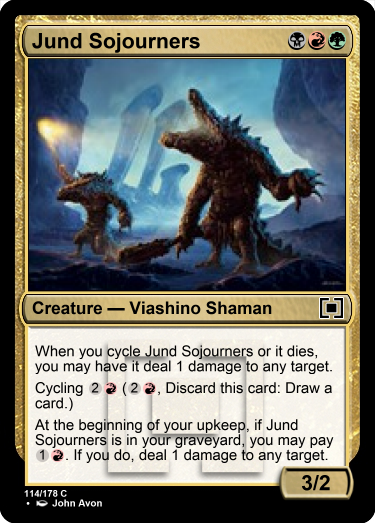 Jund Sojourners
Creature — Viashino Shaman
When you cycle Jund Sojourners or it dies,
you may have it deal 1 damage to any target.
Cycling 2 (2 , Discard this card: Draw a
card.)
At the beginning of your upkeep, if Jund
Sojourners is in your graveyard, you may pay
1 . If you do, deal 1 damage to any target.
3/2
114/178 C
• John Avon